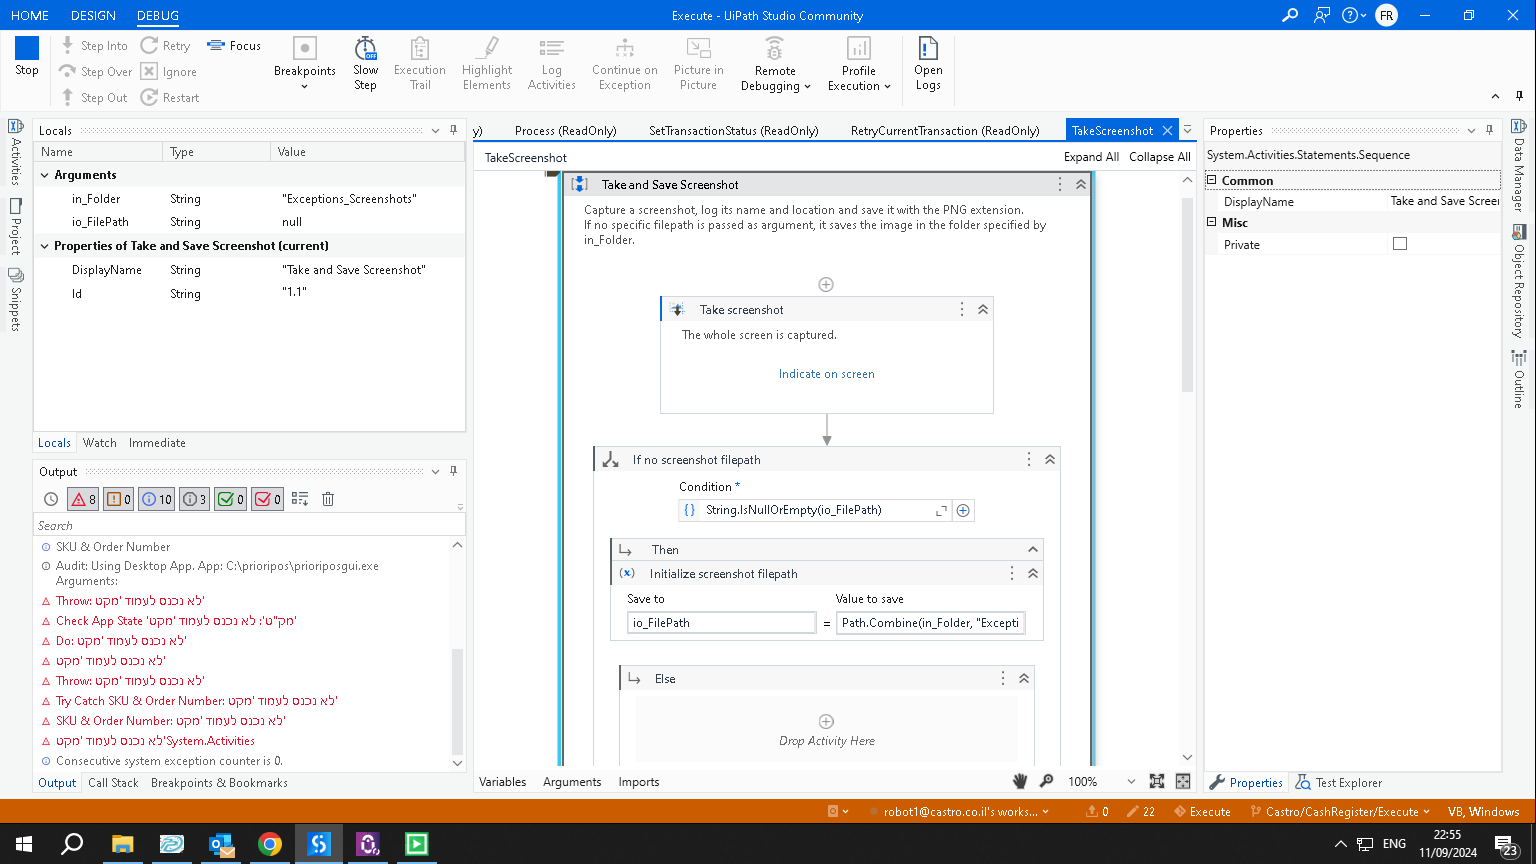 HOME DESIGN DEBUG
Execute - UiPath Studio Community
FR
Stop
Step Into
Retry
Focus
Step Over
Ignore
Step Out
Restart
Breakpoints
Slow Step
Execution Trail
Highlight Elements
Log Activities
Continue on Exception
Picture in Picture
Remote Debugging
Profile Execution
Open Logs
Activities
Project
Snippets
Locals
Name Type Value
Arguments
in_Folder String "Exceptions_Screenshots"
io_FilePath String null
Properties of Take and Save Screenshot (current)
DisplayName String "Take and Save Screenshot"
Id String "1.1"
Locals Watch Immediate
Output
8 0 10 3 0 0
Search
SKU & Order Number
Audit: Using Desktop App. App: C:\prioripos\prioriposgui.exe
Arguments:
Throw: לא נכנס לעמוד 'מקט'
Check App State 'מק"ט': לא נכנס לעמוד 'מקט'
Do: לא נכנס לעמוד 'מקט'
לא נכנס לעמוד 'מקט'
Throw: לא נכנס לעמוד 'מקט'
Try Catch SKU & Order Number: לא נכנס לעמוד 'מקט'
SKU & Order Number: לא נכנס לעמוד 'מקט'
לא נכנס לעמוד 'מקט'System.Activities
Consecutive system exception counter is 0.
Output Call Stack Breakpoints & Bookmarks
y) Process (ReadOnly) SetTransactionStatus (ReadOnly) RetryCurrentTransaction (ReadOnly) TakeScreenshot
TakeScreenshot
Expand All Collapse All
Take and Save Screenshot
Capture a screenshot, log its name and location and save it with the PNG extension.
If no specific filepath is passed as argument, it saves the image in the folder specified by
in_Folder.
Take screenshot
The whole screen is captured.
Indicate on screen
If no screenshot filepath
Condition *
{} String.IsNullOrEmpty(io_FilePath)
Then
(x) Initialize screenshot filepath
Save to Value to save
io_FilePath = Path.Combine(in_Folder, "Excepti
Else
Drop Activity Here
Variables Arguments Imports
100%
Properties
System.Activities.Statements.Sequence
Common
DisplayName Take and Save Screen
Misc
Private
Properties Test Explorer
Data Manager
Object Repository
Outline
robot1@castro.co.il's works...
0
22
Execute
Castro/CashRegister/Execute
VB, Windows
ENG
22:55
11/09/2024
23